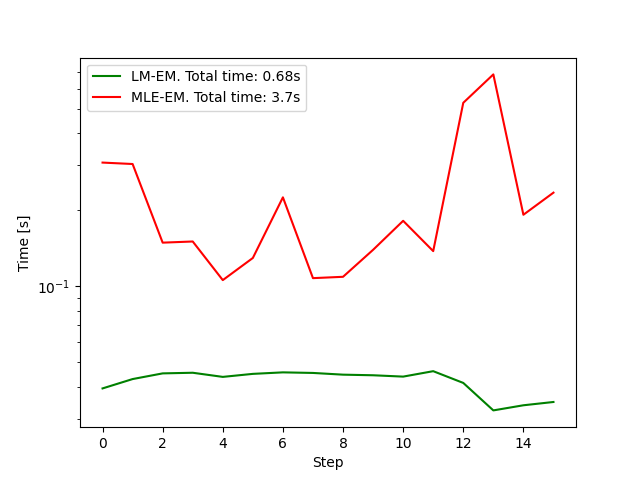 LM-EM. Total time: 0.68s
MLE-EM. Total time: 3.7s
Time [s]
10⁻¹
0 2 4 6 8 10 12 14
Step